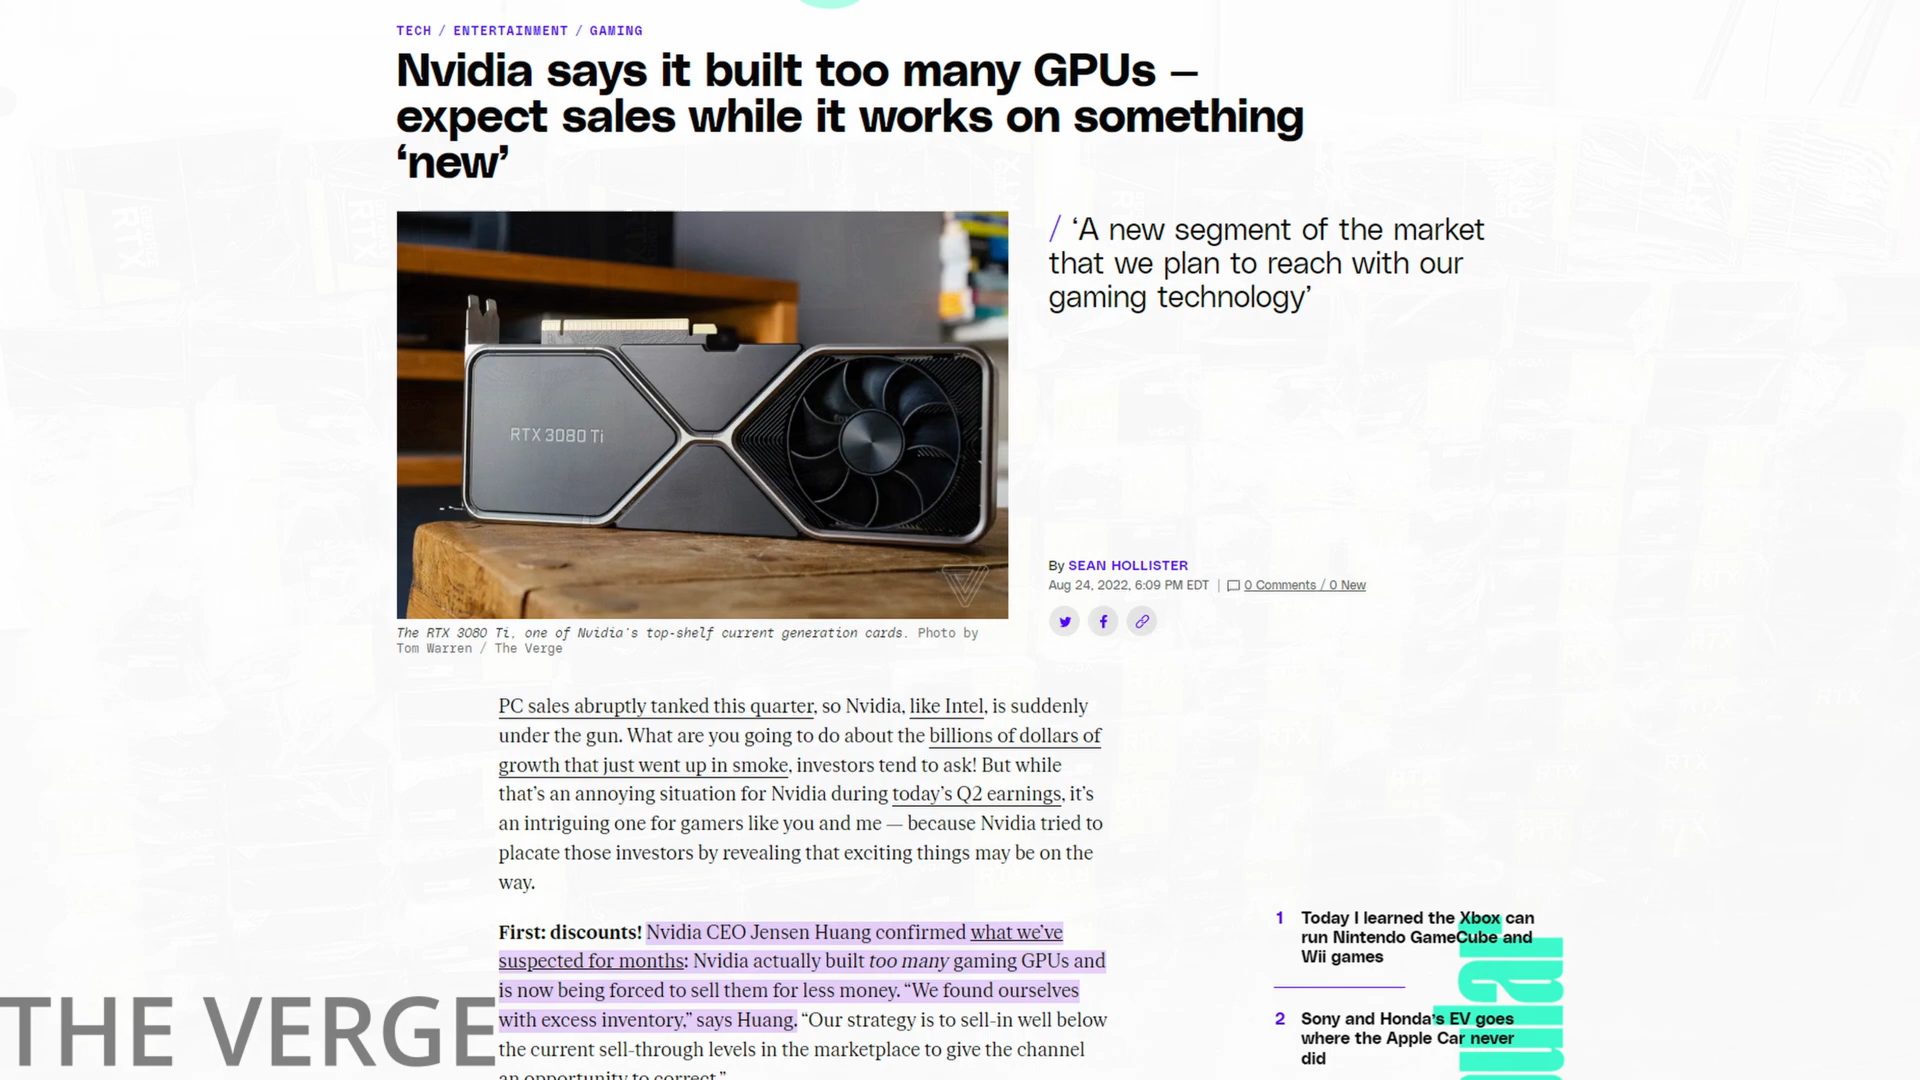 TECH / ENTERTAINMENT / GAMING
Nvidia says it built too many GPUs —
expect sales while it works on something
‘new’
/ ‘A new segment of the market
that we plan to reach with our
gaming technology’
RTX 3080 Ti
By SEAN HOLLISTER
Aug 24, 2022, 6:09 PM EDT | 0 Comments / 0 New
The RTX 3080 Ti, one of Nvidia's top-shelf current generation cards. Photo by
Tom Warren / The Verge
PC sales abruptly tanked this quarter, so Nvidia, like Intel, is suddenly
under the gun. What are you going to do about the billions of dollars of
growth that just went up in smoke, investors tend to ask! But while
that’s an annoying situation for Nvidia during today’s Q2 earnings, it’s
an intriguing one for gamers like you and me — because Nvidia tried to
placate those investors by revealing that exciting things may be on the
way.
First: discounts! Nvidia CEO Jensen Huang confirmed what we’ve
suspected for months: Nvidia actually built too many gaming GPUs and
is now being forced to sell them for less money. “We found ourselves
with excess inventory,” says Huang. “Our strategy is to sell-in well below
the current sell-through levels in the marketplace to give the channel
an opportunity to correct.”
1 Today I learned the Xbox can
run Nintendo GameCube and
Wii games
2 Sony and Honda’s EV goes
where the Apple Car never
did
THE VERGE